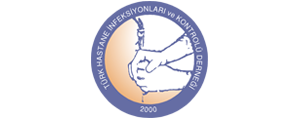 TÜRK HASTANE İNFEKSİYONLARI ve KONTROLÜ DERNEĞİ
2000